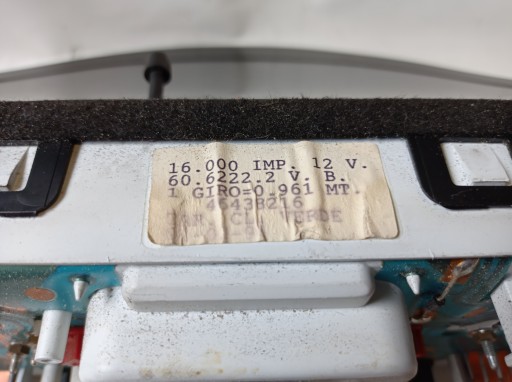 16.000 IMP. 12 V.
60.6222.2 V. B.
1 GIRO=0.961 MT.
46438216
VERDE